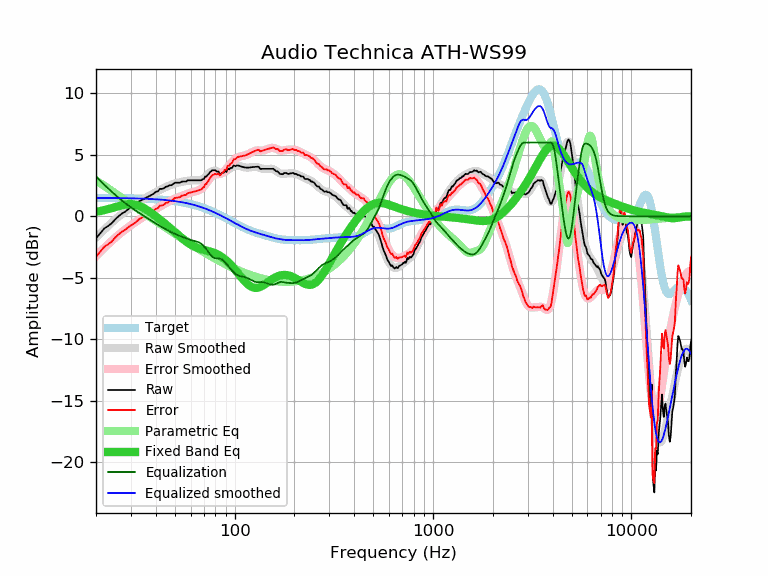 Audio Technica ATH-WS99
Amplitude (dBr)
10
5
0
−5
−10
−15
−20
Target
Raw Smoothed
Error Smoothed
Raw
Error
Parametric Eq
Fixed Band Eq
Equalization
Equalized smoothed
100
1000
10000
Frequency (Hz)